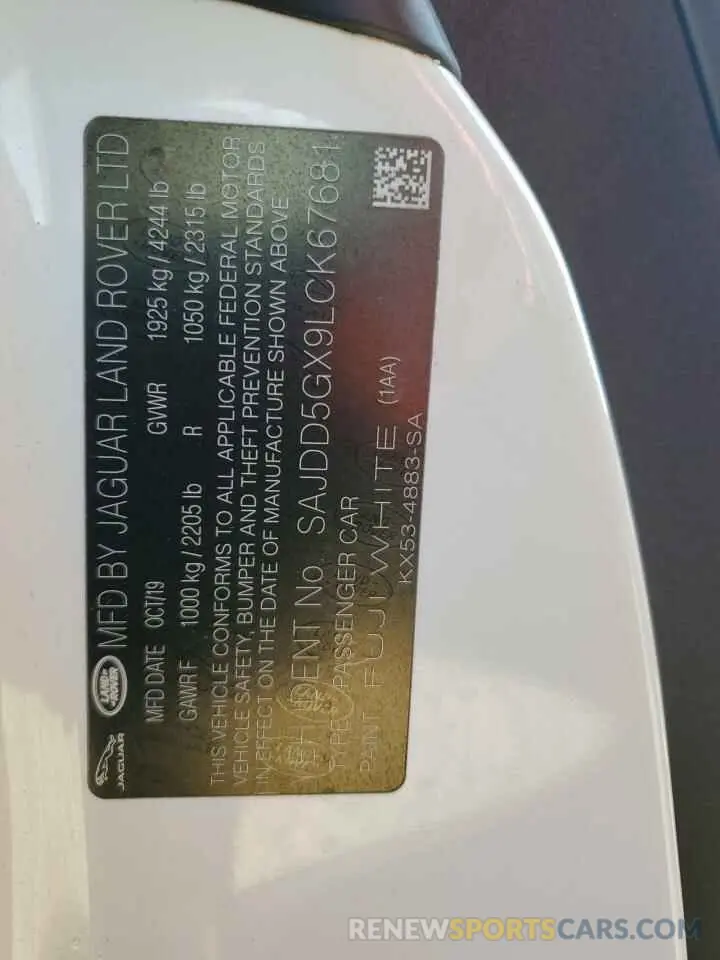 JAGUAR LAND ROVER MFD BY JAGUAR LAND ROVER LTD
MFD DATE OCT/19 GVWR 1925 kg / 4244 lb
GAWR F 1000 kg / 2205 lb R 1050 kg / 2315 lb
THIS VEHICLE CONFORMS TO ALL APPLICABLE FEDERAL MOTOR
VEHICLE SAFETY, BUMPER AND THEFT PREVENTION STANDARDS
IN EFFECT ON THE DATE OF MANUFACTURE SHOWN ABOVE
IDENT No. SAJDD5GX9LCK67681
TYPE: PASSENGER CAR
PAINT FUJI WHITE (1AA)
KX53-4883-SA
RENEWSPORTSCARS.COM